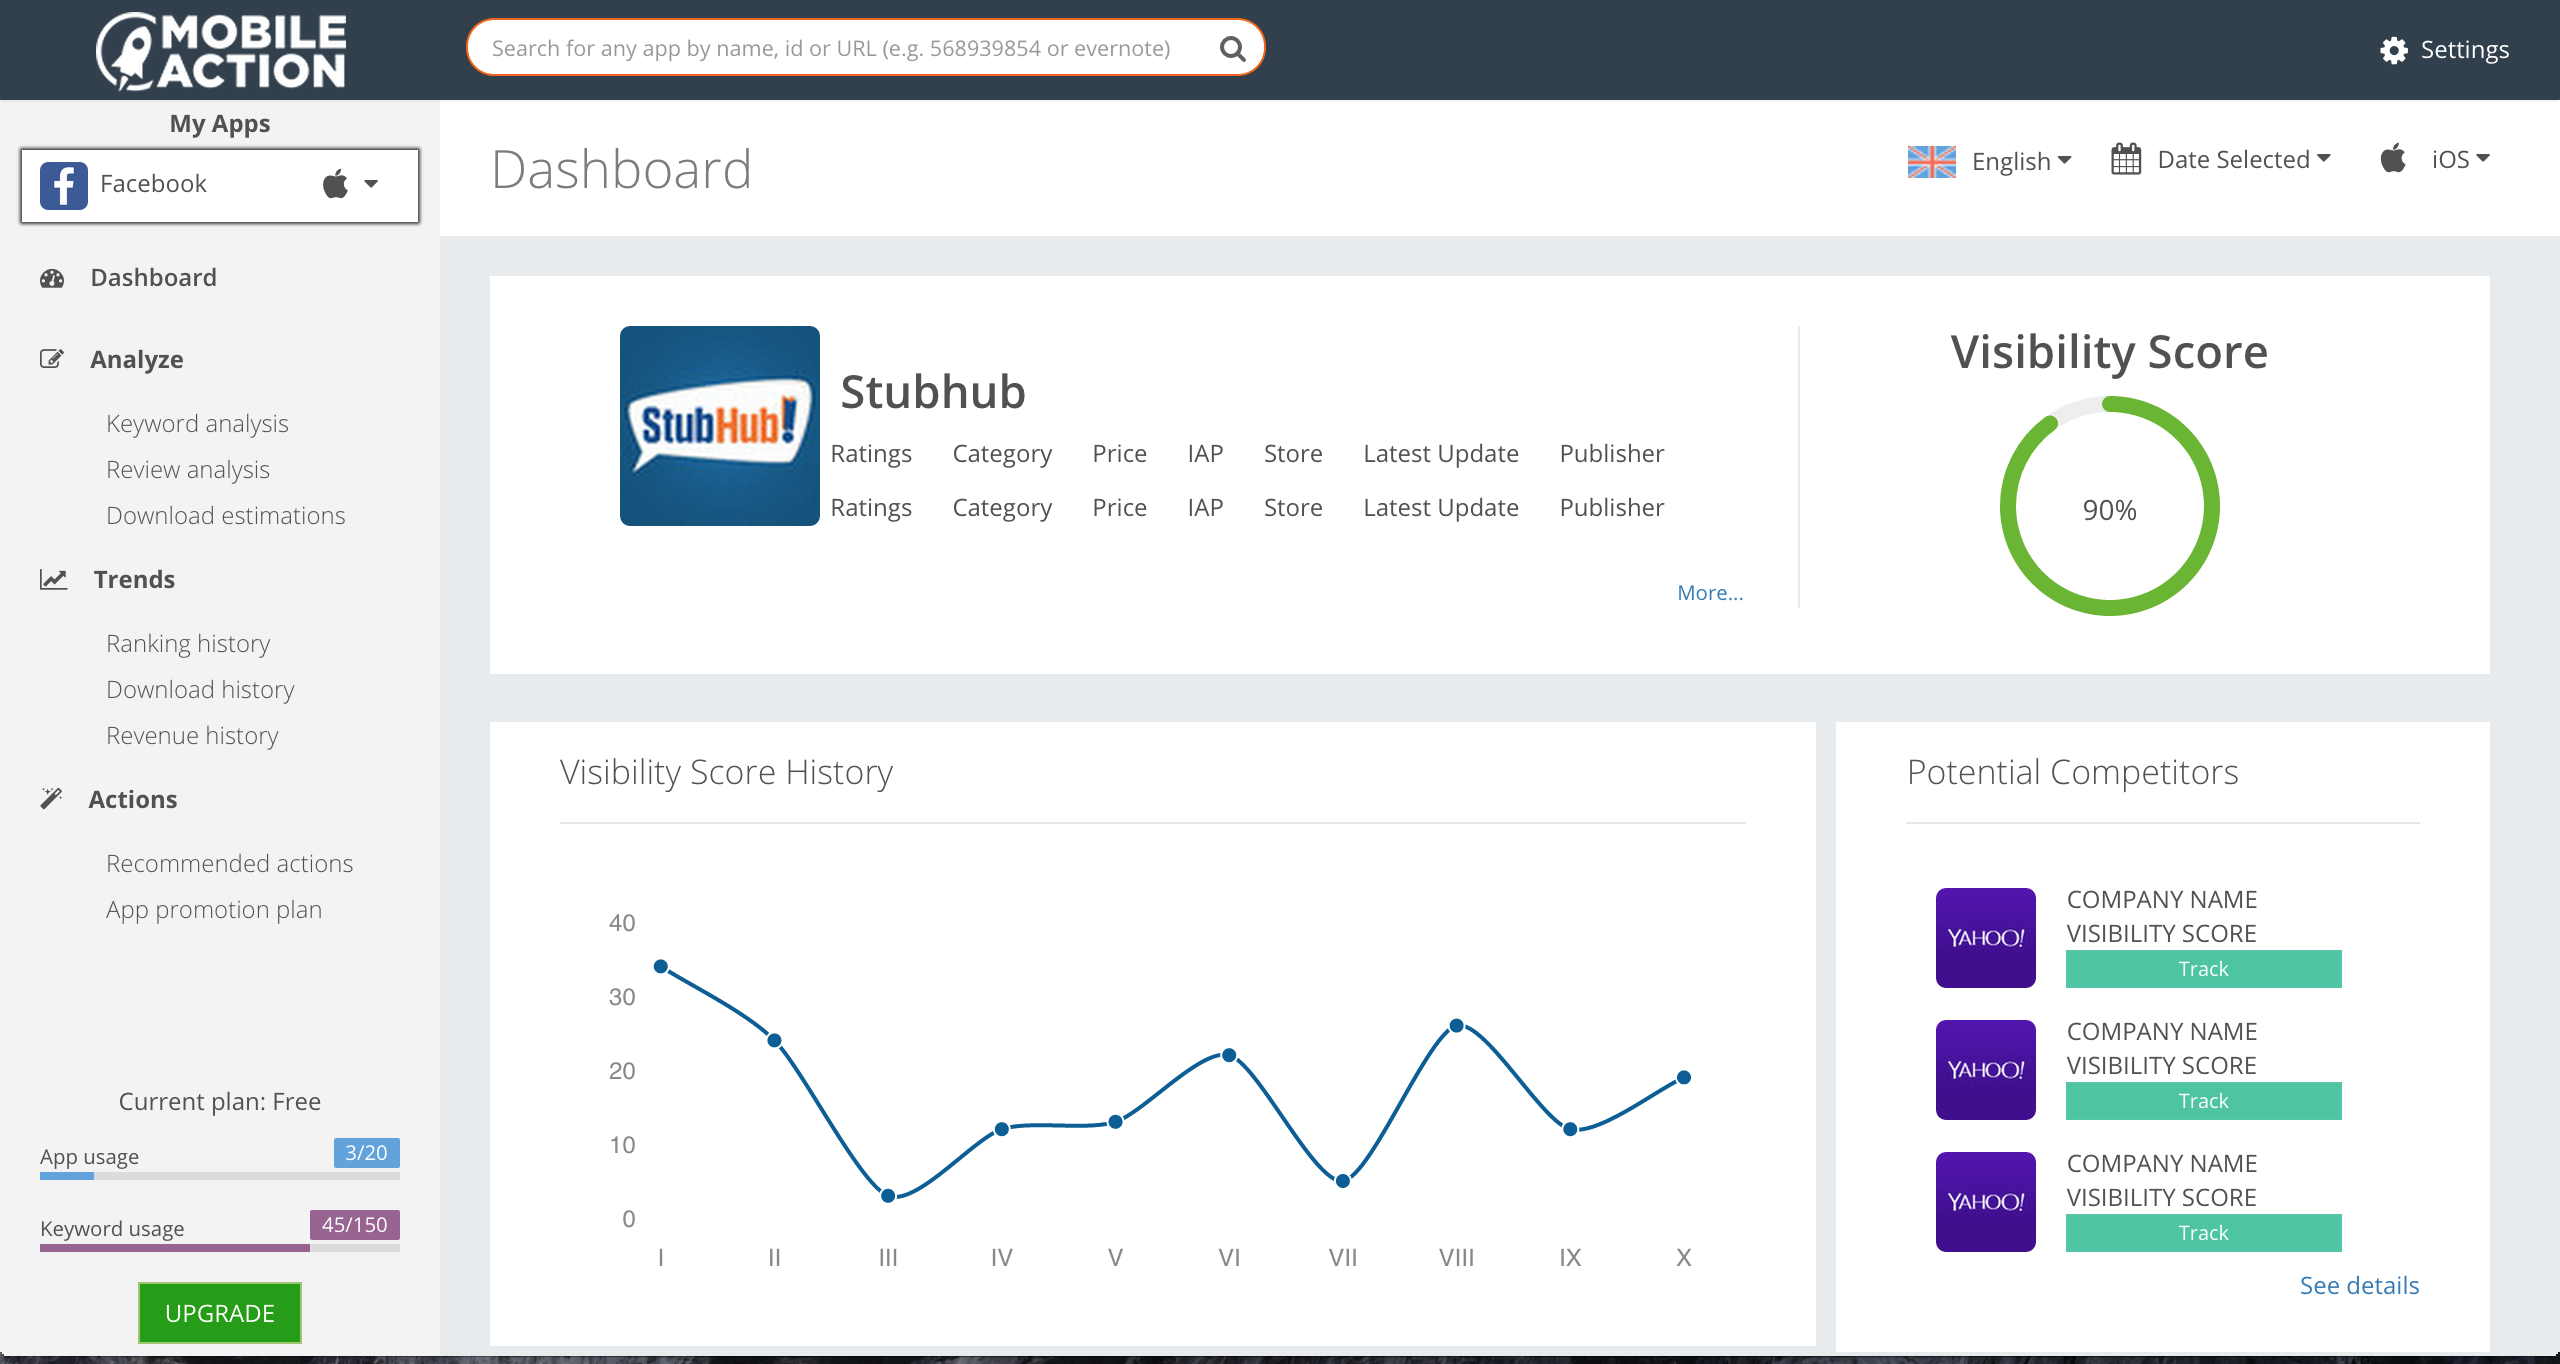 MOBILE
ACTION
Search for any app by name, id or URL (e.g. 568939854 or evernote)
Settings
My Apps
Facebook
Dashboard
Analyze
Keyword analysis
Review analysis
Download estimations
Trends
Ranking history
Download history
Revenue history
Actions
Recommended actions
App promotion plan
Current plan: Free
App usage 3/20
Keyword usage 45/150
UPGRADE
Dashboard
English
Date Selected
iOS
StubHub!
Stubhub
Ratings Category Price IAP Store Latest Update Publisher
Ratings Category Price IAP Store Latest Update Publisher
More...
Visibility Score
90%
Visibility Score History
40
30
20
10
0
I II III IV V VI VII VIII IX X
Potential Competitors
YAHOO!
COMPANY NAME
VISIBILITY SCORE
Track
YAHOO!
COMPANY NAME
VISIBILITY SCORE
Track
YAHOO!
COMPANY NAME
VISIBILITY SCORE
Track
See details